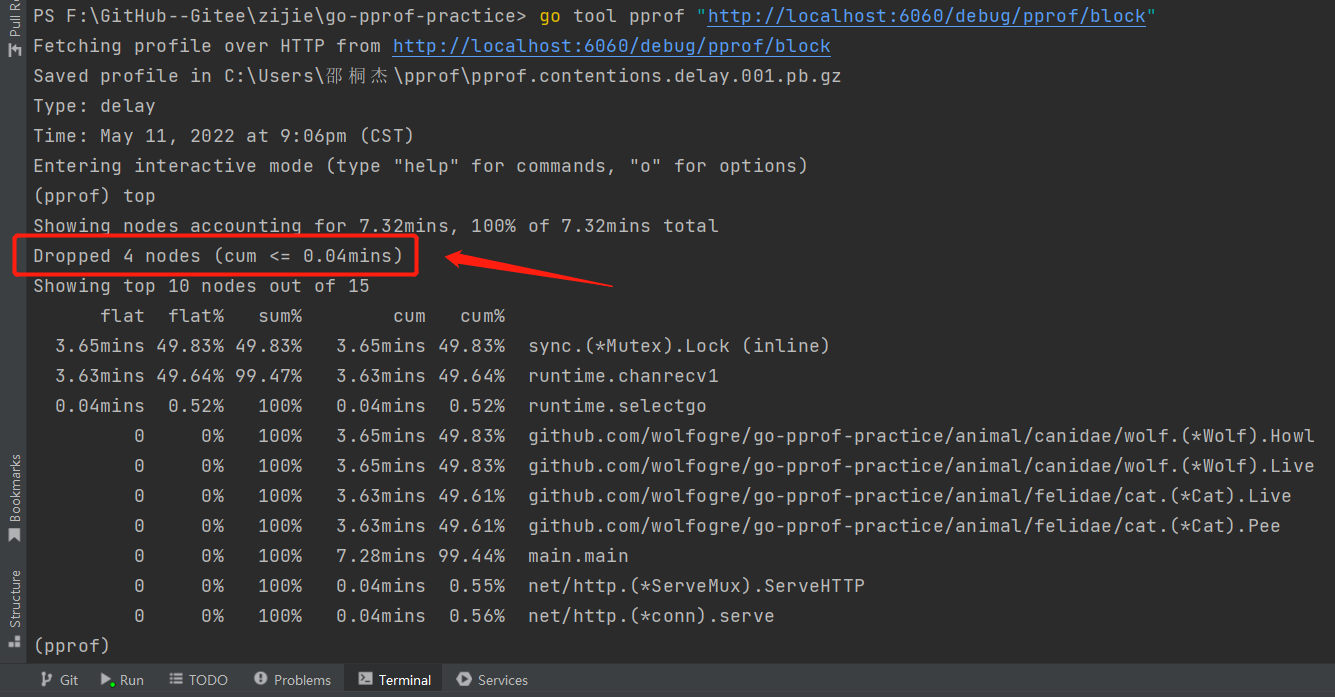 PS F:\GitHub--Gitee\zijie\go-pprof-practice> go tool pprof "http://localhost:6060/debug/pprof/block"
Fetching profile over HTTP from http://localhost:6060/debug/pprof/block
Saved profile in C:\Users\邵桐杰\pprof\pprof.contentions.delay.001.pb.gz
Type: delay
Time: May 11, 2022 at 9:06pm (CST)
Entering interactive mode (type "help" for commands, "o" for options)
(pprof) top
Showing nodes accounting for 7.32mins, 100% of 7.32mins total
Dropped 4 nodes (cum <= 0.04mins)
Showing top 10 nodes out of 15
flat flat% sum% cum cum%
3.65mins 49.83% 49.83% 3.65mins 49.83% sync.(*Mutex).Lock (inline)
3.63mins 49.64% 99.47% 3.63mins 49.64% runtime.chanrecv1
0.04mins 0.52% 100% 0.04mins 0.52% runtime.selectgo
0 0% 100% 3.65mins 49.83% github.com/wolfogre/go-pprof-practice/animal/canidae/wolf.(*Wolf).Howl
0 0% 100% 3.65mins 49.83% github.com/wolfogre/go-pprof-practice/animal/canidae/wolf.(*Wolf).Live
0 0% 100% 3.63mins 49.61% github.com/wolfogre/go-pprof-practice/animal/felidae/cat.(*Cat).Live
0 0% 100% 3.63mins 49.61% github.com/wolfogre/go-pprof-practice/animal/felidae/cat.(*Cat).Pee
0 0% 100% 7.28mins 99.44% main.main
0 0% 100% 0.04mins 0.55% net/http.(*ServeMux).ServeHTTP
0 0% 100% 0.04mins 0.56% net/http.(*conn).serve
(pprof)
Pull Re
Bookmarks
Structure
Git Run TODO Problems Terminal Services